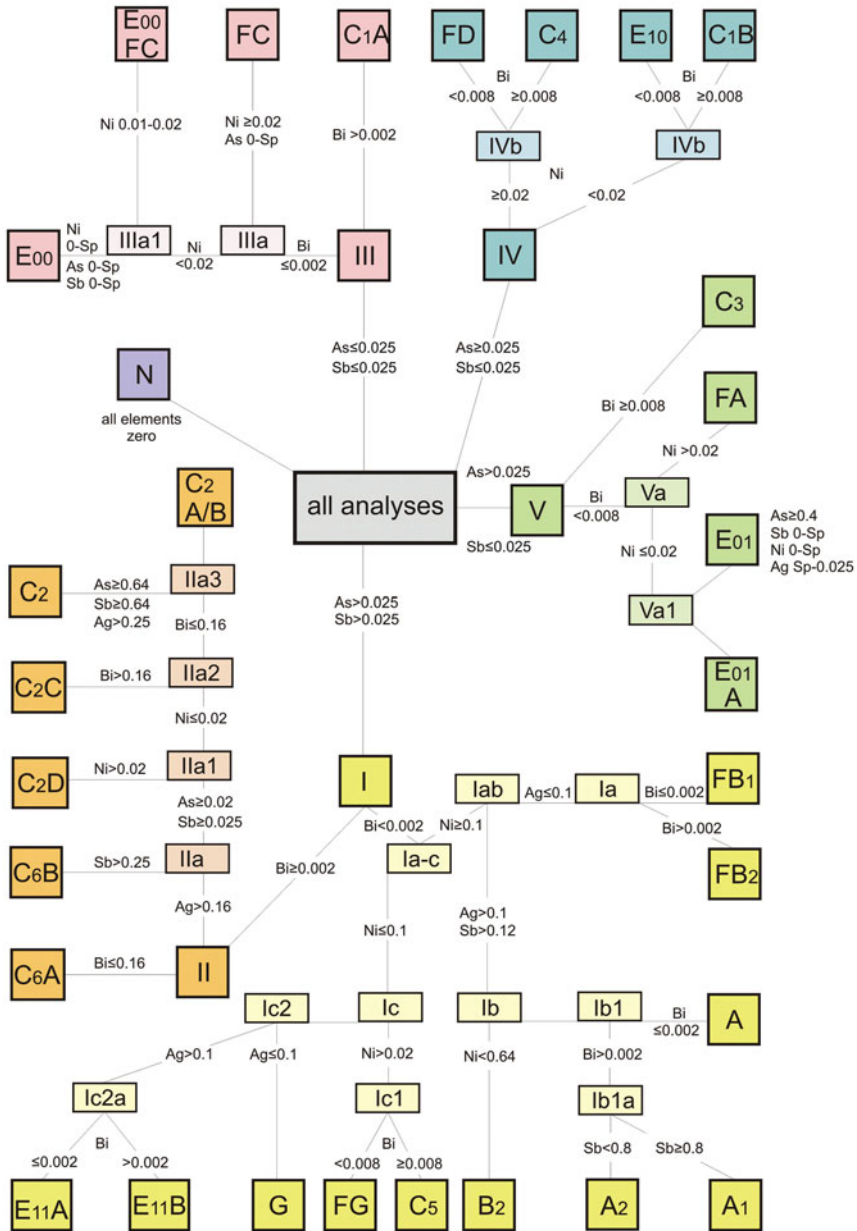 E00
FC
FC
C1A
FD
C4
E10
C1B
Bi
<0.008
≥0.008
Bi
<0.008
≥0.008
Ni 0.01-0.02
Ni ≥0.02
As 0-Sp
Bi >0.002
IVb
IVb
Ni
≥0.02
<0.02
E00
Ni
0-Sp
As 0-Sp
Sb 0-Sp
IIIa1
Ni
<0.02
IIIa
Bi
≤0.002
III
IV
C3
As≤0.025
Sb≤0.025
As≥0.025
Sb≤0.025
N
all elements
zero
Bi ≥0.008
FA
Ni >0.02
C2
A/B
all analyses
As>0.025
Sb≤0.025
V
Bi
<0.008
Va
E01
As≥0.4
Sb 0-Sp
Ni 0-Sp
Ag Sp-0.025
Ni ≤0.02
Va1
E01
A
C2
As≥0.64
Sb≥0.64
Ag>0.25
IIa3
Bi≤0.16
As>0.025
Sb>0.025
C2C
Bi>0.16
IIa2
Ni≤0.02
C2D
Ni>0.02
IIa1
As≥0.02
Sb≥0.025
I
Iab
Ag≤0.1
Ia
Bi≤0.002
FB1
Bi>0.002
FB2
Bi<0.002
Ni≥0.1
Ia-c
C6B
Sb>0.25
IIa
Ag>0.16
Bi≥0.002
Ni≤0.1
Ag>0.1
Sb>0.12
C6A
Bi≤0.16
II
Ic2
Ic
Ib
Ib1
Bi
≤0.002
A
Ag>0.1
Ag≤0.1
Ni>0.02
Ni<0.64
Bi>0.002
Ic2a
Ic1
Ib1a
Bi
≤0.002
>0.002
Bi
<0.008
≥0.008
Sb<0.8
Sb≥0.8
E11A
E11B
G
FG
C5
B2
A2
A1